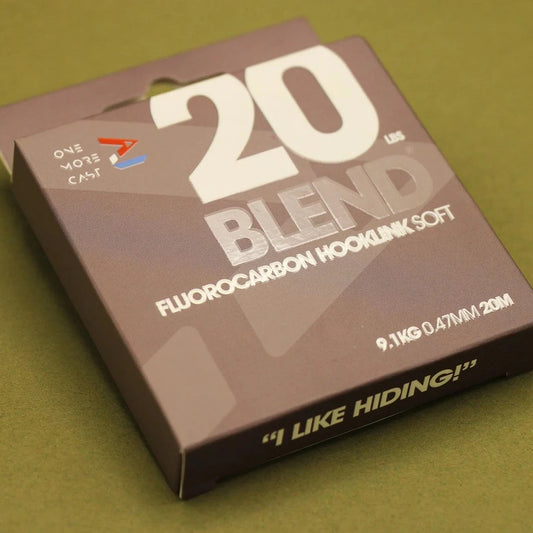 20
LBS
ONE
MORE
CAST
BLEND
FLUOROCARBON HOOKLINK SOFT
9.1KG 0.47MM 20M
"I LIKE HIDING!"